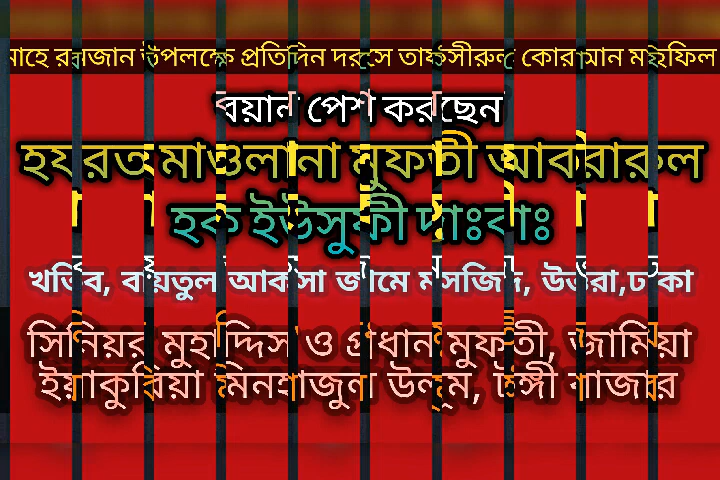 মাহে রমজান উপলক্ষে প্রতিদিন দরসে তাফসীরুল কোরআন মাহফিল
বয়ান পেশ করছেন
হযরত মাওলানা মুফতী আবরারুল
হক ইউসুফী দাঃবাঃ
খতিব, বায়তুল আকসা জামে মসজিদ, উত্তরা,ঢাকা
সিনিয়র মুহাদ্দিস ও প্রধান মুফতী, জামিয়া
ইয়াকুবিয়া মিনহাজুল উলূম, টঙ্গী বাজার